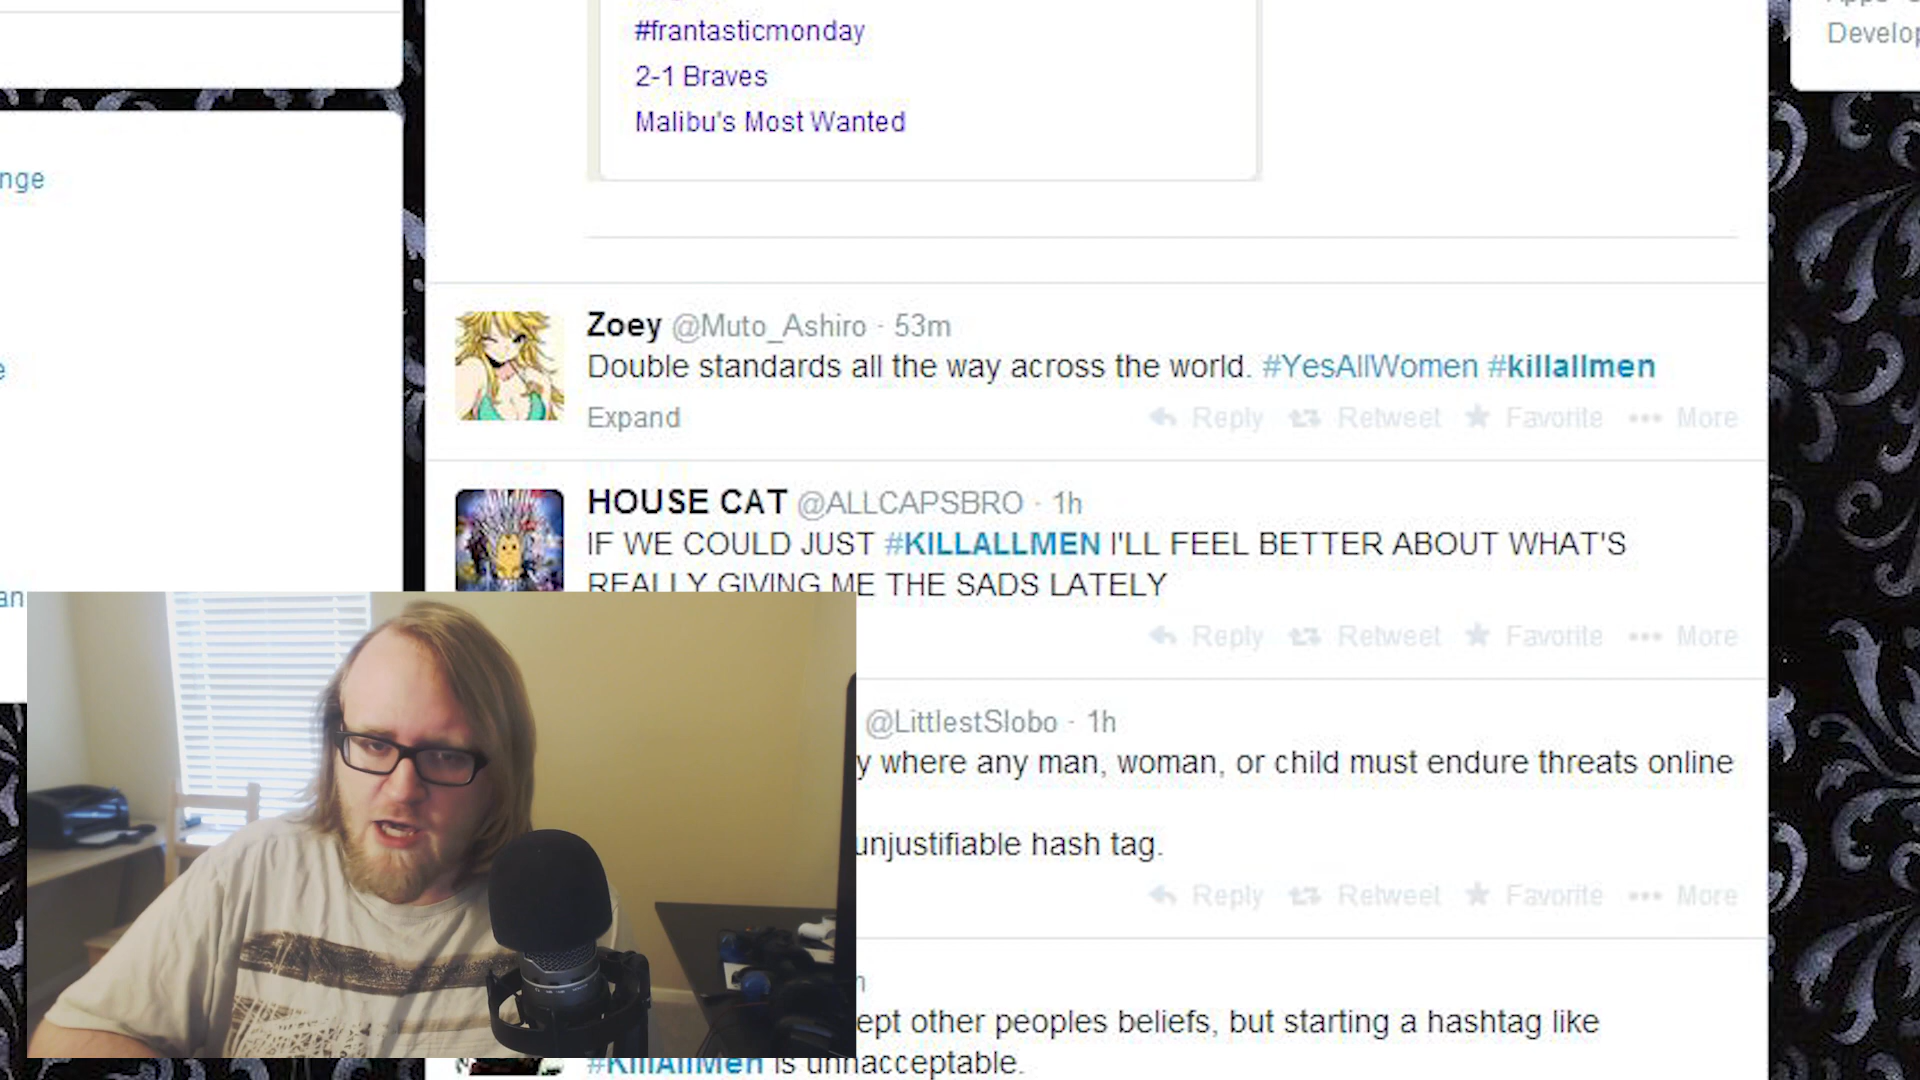 #frantasticmonday
2-1 Braves
Malibu's Most Wanted
Develop
nge
Zoey @Muto_Ashiro · 53m
Double standards all the way across the world. #YesAllWomen #killallmen
Expand Reply Retweet Favorite More
HOUSE CAT @ALLCAPSBRO · 1h
IF WE COULD JUST #KILLALLMEN I'LL FEEL BETTER ABOUT WHAT'S
REALLY GIVING ME THE SADS LATELY
Reply Retweet Favorite More
an
@LittlestSlobo · 1h
y where any man, woman, or child must endure threats online
unjustifiable hash tag.
Reply Retweet Favorite More
ept other peoples beliefs, but starting a hashtag like
#KillAllMen is unnacceptable.